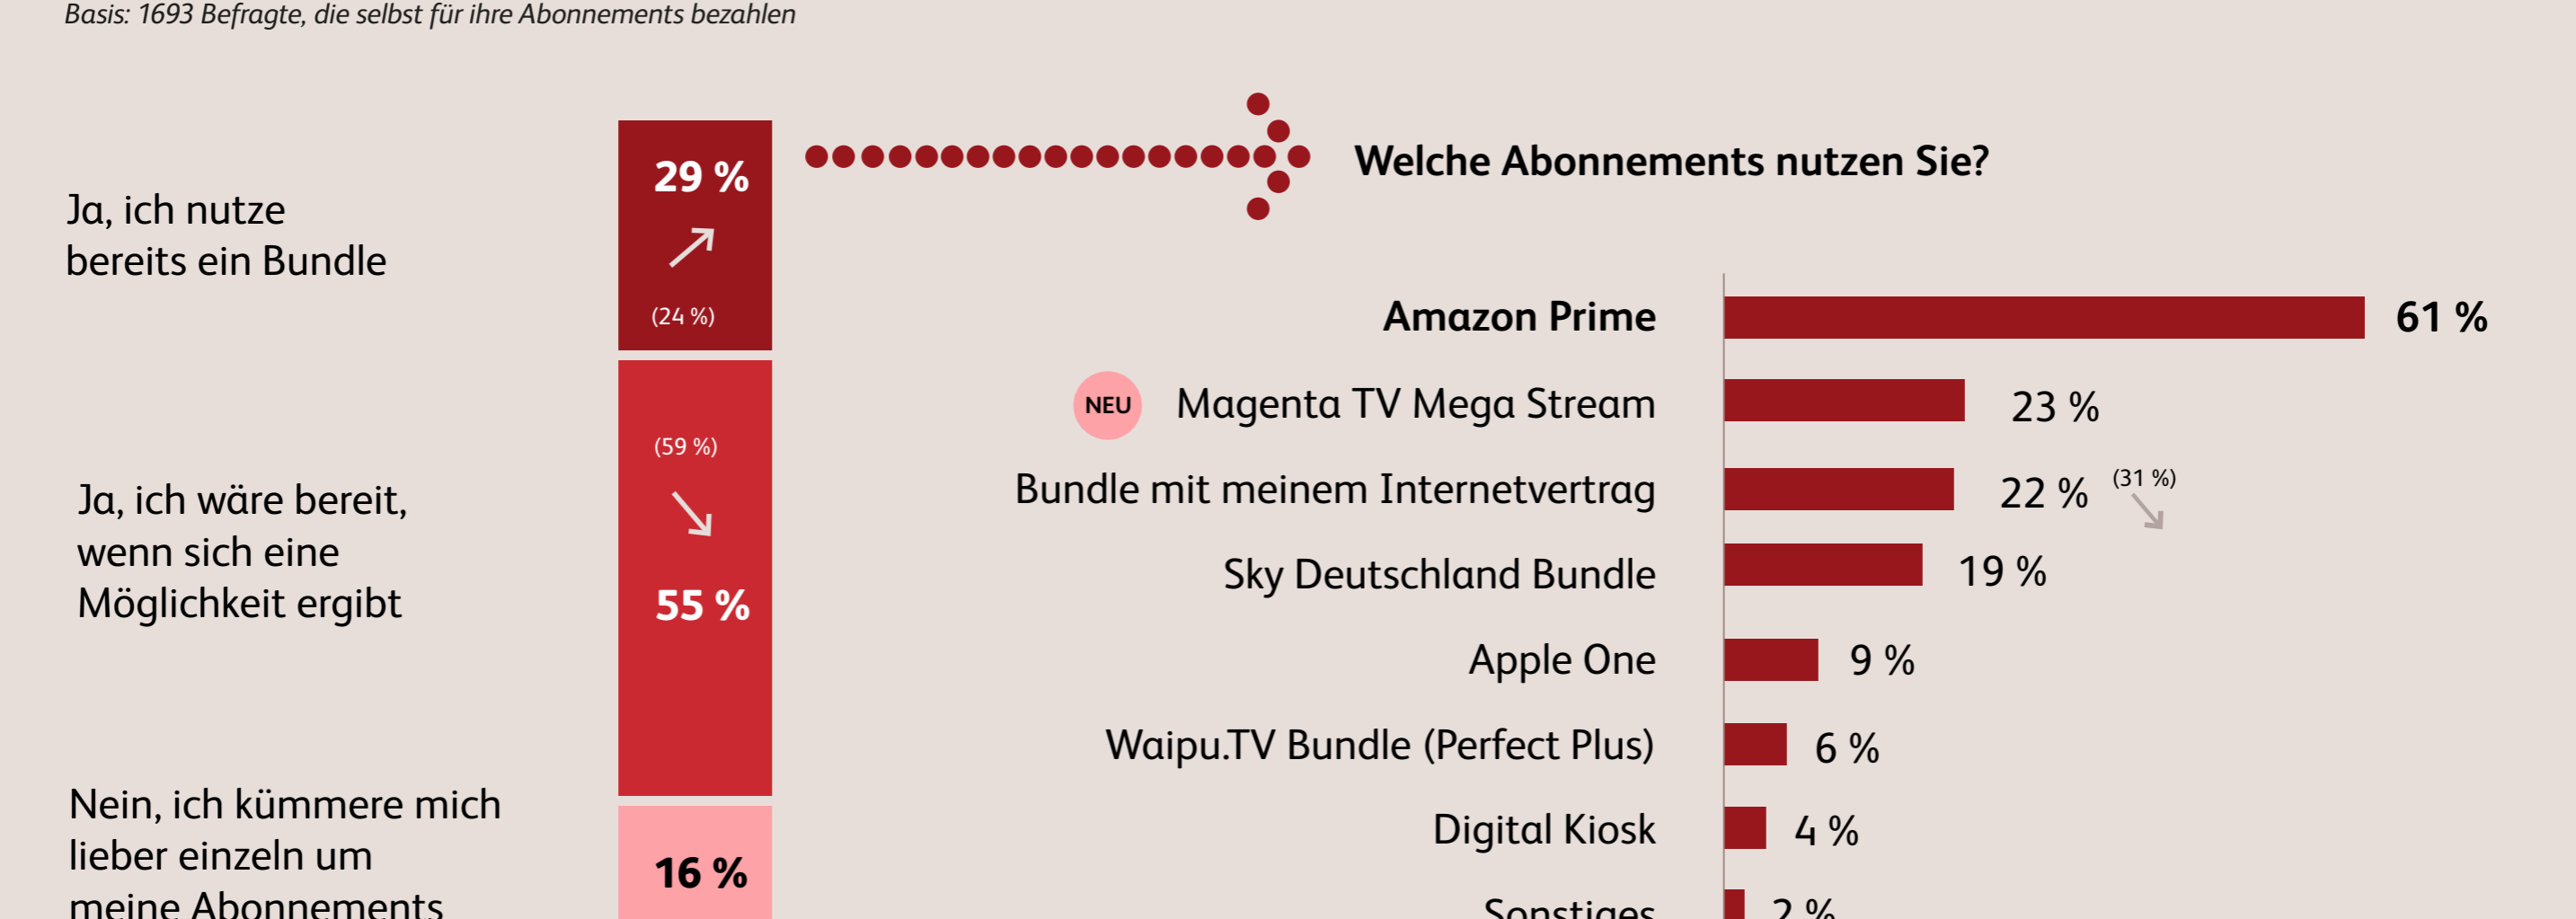 Basis: 1693 Befragte, die selbst für ihre Abonnements bezahlen
Ja, ich nutze
bereits ein Bundle
29 %
(24 %)
Ja, ich wäre bereit,
wenn sich eine
Möglichkeit ergibt
(59 %)
55 %
Nein, ich kümmere mich
lieber einzeln um
meine Abonnements
16 %
Welche Abonnements nutzen Sie?
Amazon Prime 61 %
NEU Magenta TV Mega Stream 23 %
Bundle mit meinem Internetvertrag 22 % (31 %)
Sky Deutschland Bundle 19 %
Apple One 9 %
Waipu.TV Bundle (Perfect Plus) 6 %
Digital Kiosk 4 %
Sonstiges 2 %